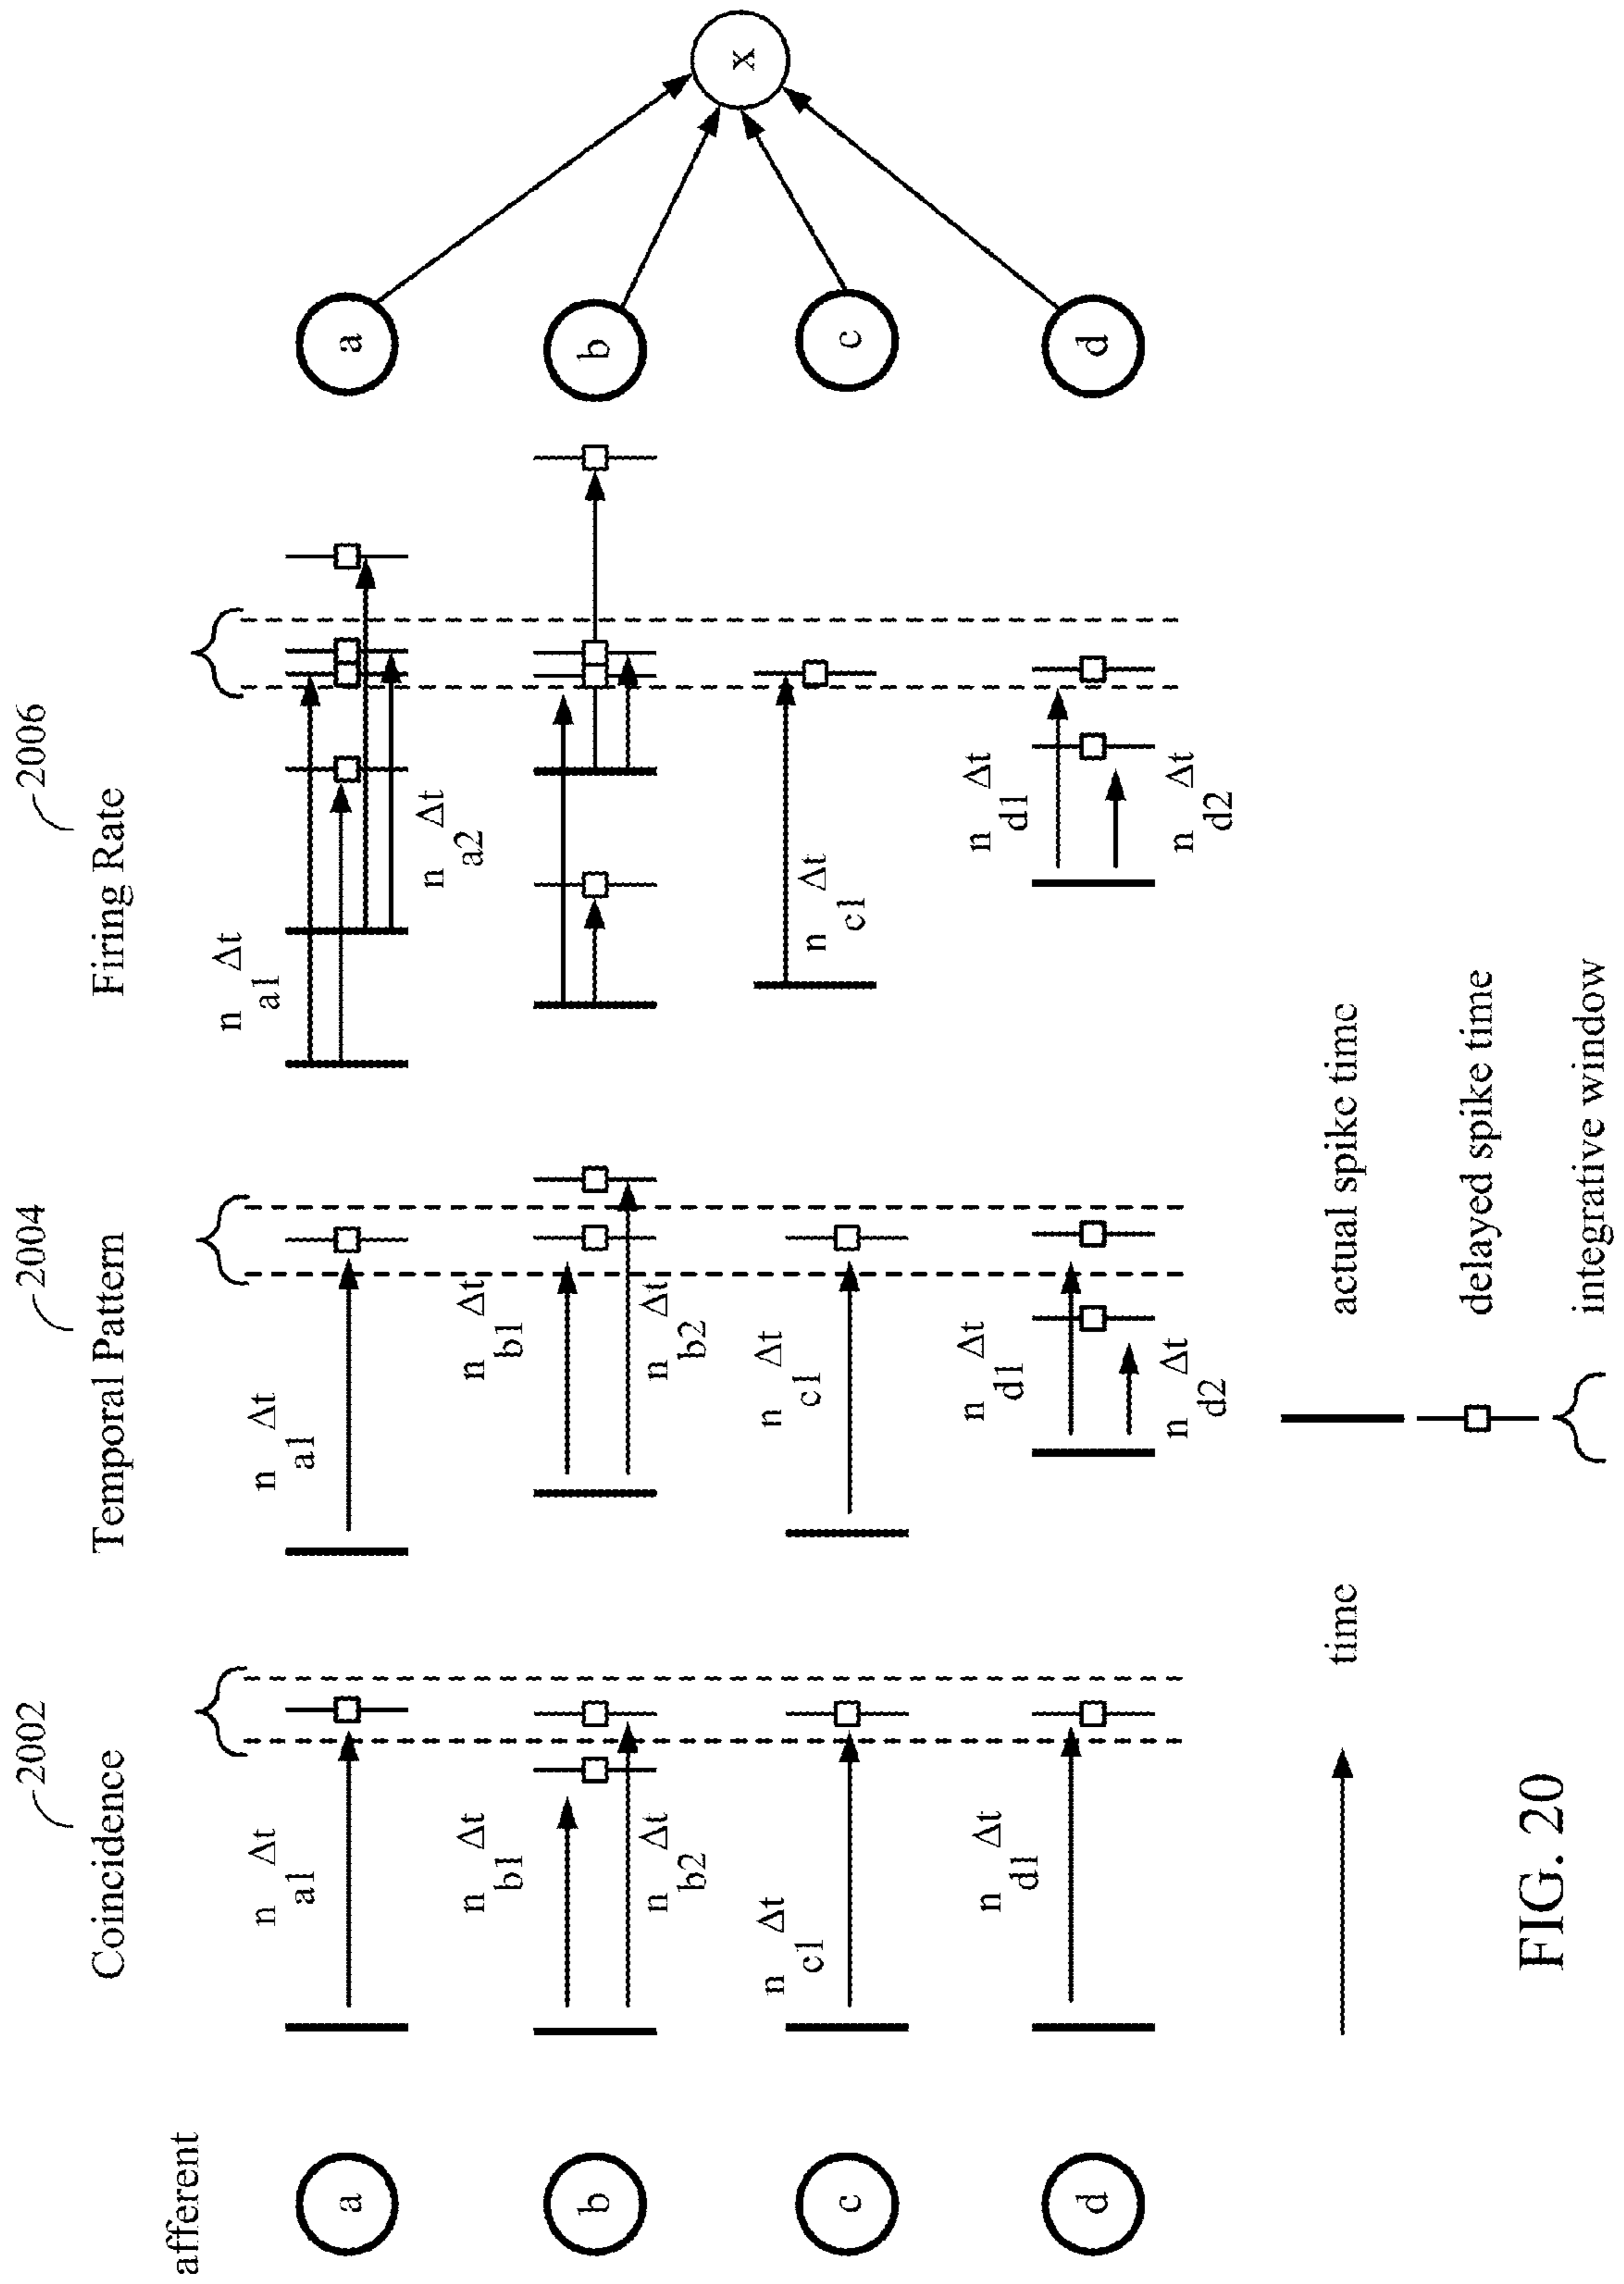 2002
Coincidence
2004
Temporal Pattern
2006
Firing Rate
afferent
a
n a1 Δt
n a1 Δt
n a1 Δt
n a2 Δt
a
b
n b1 Δt
n b2 Δt
n b1 Δt
n b2 Δt
b
c
n c1 Δt
n c1 Δt
n c1 Δt
c
d
n d1 Δt
n d1 Δt
n d2 Δt
n d1 Δt
n d2 Δt
d
x
time
actual spike time
delayed spike time
integrative window
FIG. 20